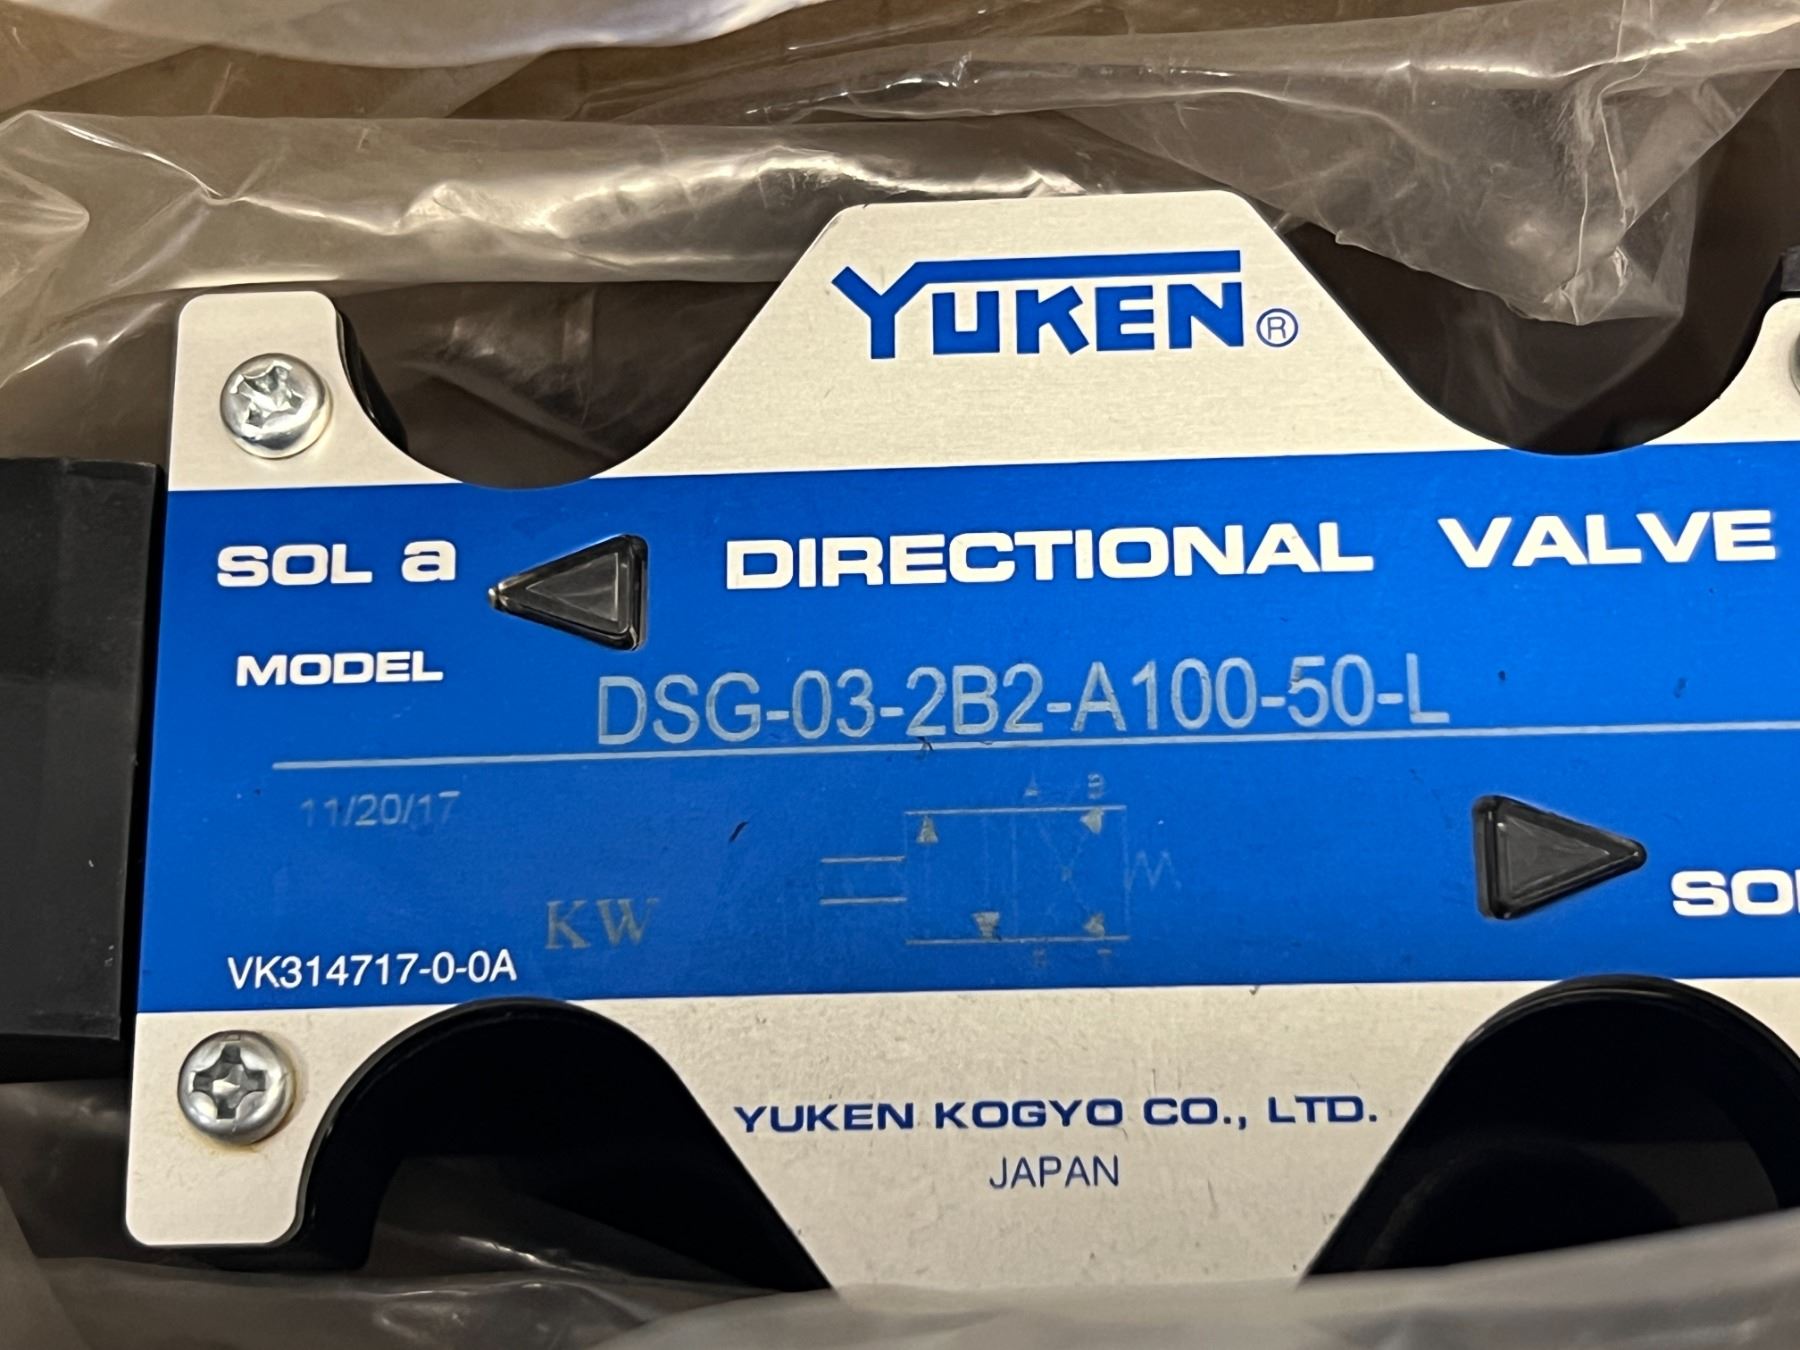 YUKEN®
SOL a
DIRECTIONAL VALVE
MODEL
DSG-03-2B2-A100-50-L
11/20/17
A B
SOL
KW
VK314717-0-0A
YUKEN KOGYO CO., LTD.
JAPAN